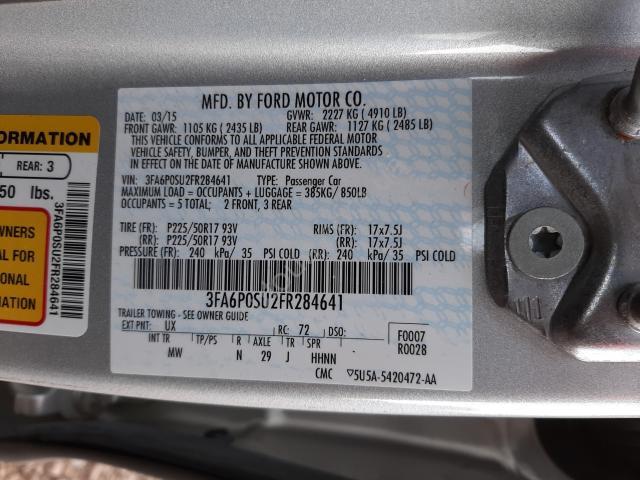 MFD. BY FORD MOTOR CO.
DATE: 03/15 GVWR: 2227 KG ( 4910 LB)
FRONT GAWR: 1105 KG ( 2435 LB) REAR GAWR: 1127 KG ( 2485 LB)
THIS VEHICLE CONFORMS TO ALL APPLICABLE FEDERAL MOTOR
VEHICLE SAFETY, BUMPER, AND THEFT PREVENTION STANDARDS
IN EFFECT ON THE DATE OF MANUFACTURE SHOWN ABOVE.
VIN: 3FA6P0SU2FR284641 TYPE: Passenger Car
MAXIMUM LOAD = OCCUPANTS + LUGGAGE = 385KG/ 850LB
OCCUPANTS = 5 TOTAL; 2 FRONT, 3 REAR
TIRE (FR): P225/50R17 93V RIMS (FR): 17x7.5J
(RR): P225/50R17 93V (RR): 17x7.5J
PRESSURE (FR): 240 kPa/ 35 PSI COLD (RR): 240 kPa/ 35 PSI COLD
3FA6P0SU2FR284641
TRAILER TOWING - SEE OWNER GUIDE
EXT PNT: UX RC: 72 DSO: F0007
R0028
INT TR TP/PS R AXLE TR SPR
MW N 29 J HHNN
CMC ▽5U5A-5420472-AA
FORMATION
REAR: 3
50 lbs.
WNERS
AL FOR
ONAL
ATION
3FA6P0SU2FR284641